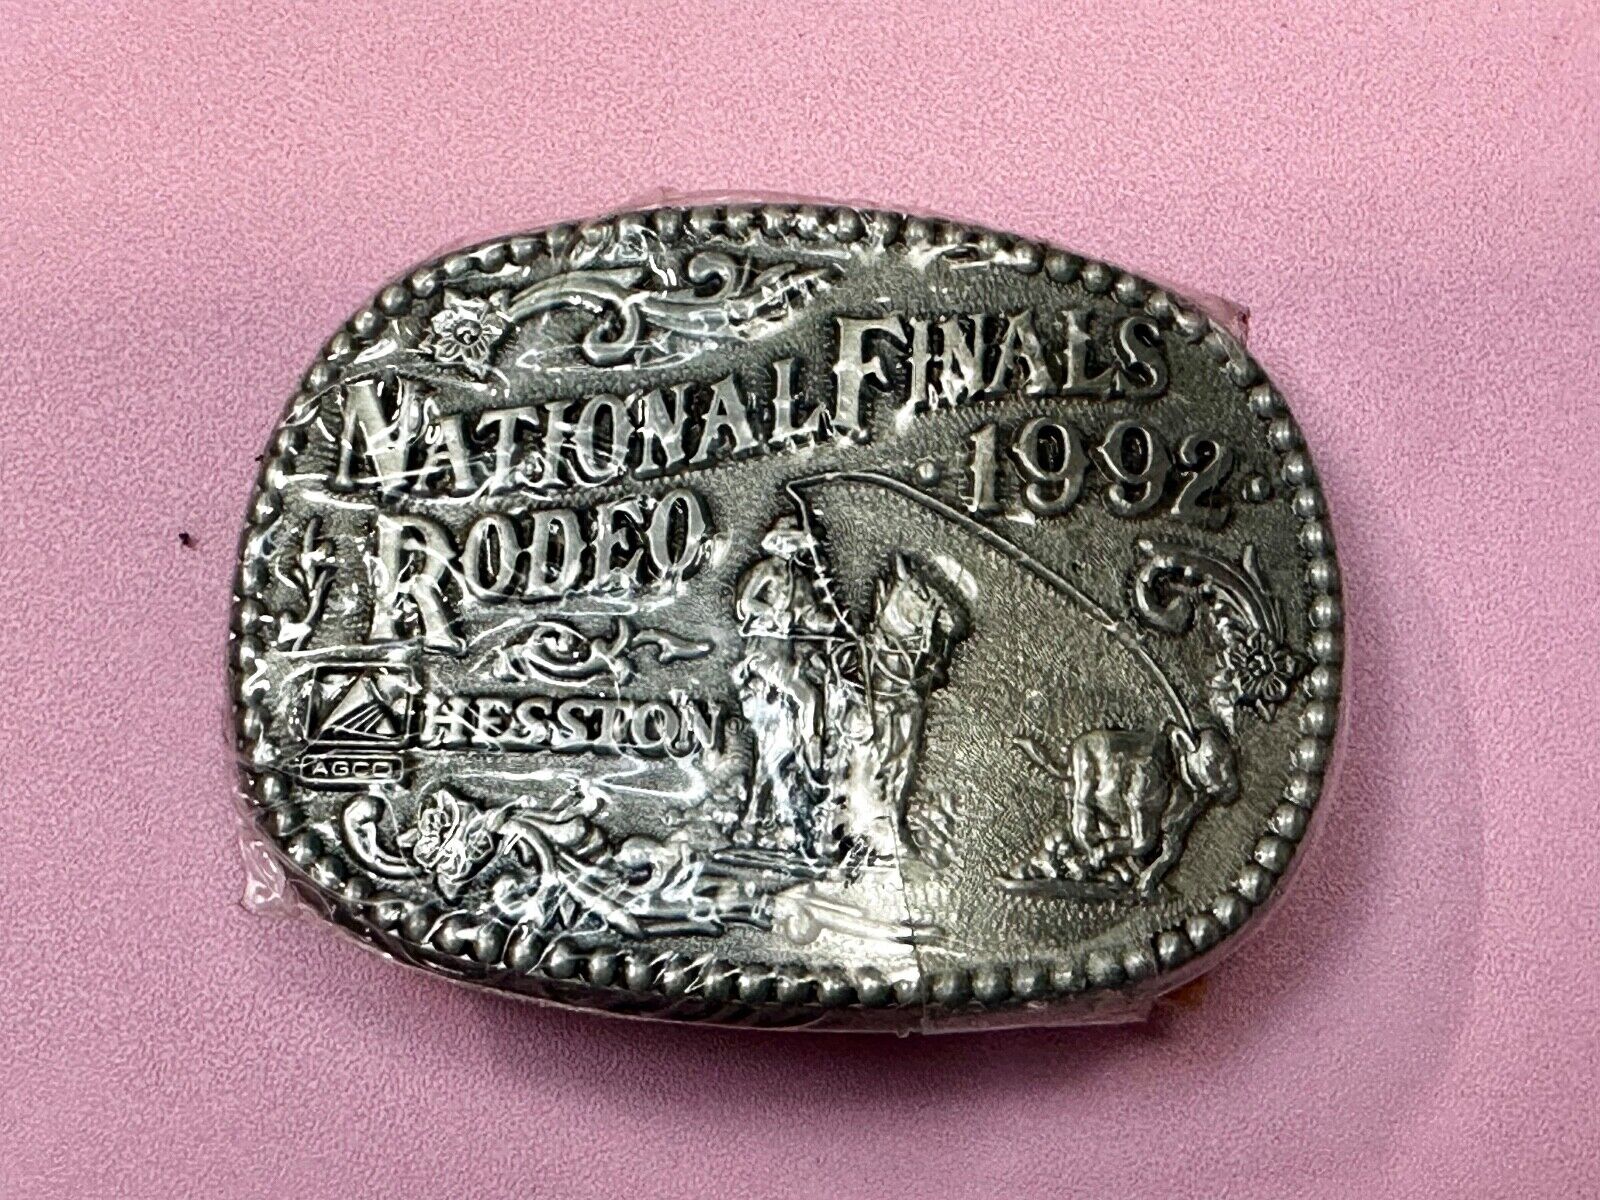 NATIONAL FINALS
RODEO
• 1992 •
HESSTON®
AGCO